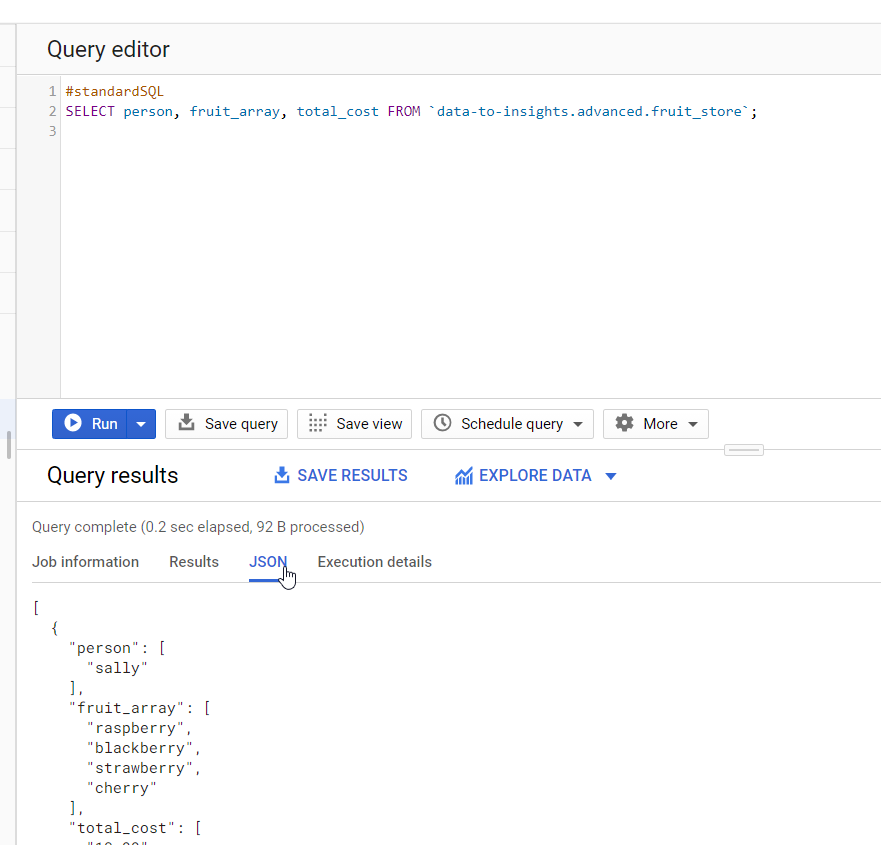 Query editor
1 #standardSQL
2 SELECT person, fruit_array, total_cost FROM `data-to-insights.advanced.fruit_store`;
3
Run Save query Save view Schedule query More
Query results SAVE RESULTS EXPLORE DATA
Query complete (0.2 sec elapsed, 92 B processed)
Job information Results JSON Execution details
[
{
"person": [
"sally"
],
"fruit_array": [
"raspberry",
"blackberry",
"strawberry",
"cherry"
],
"total_cost": [